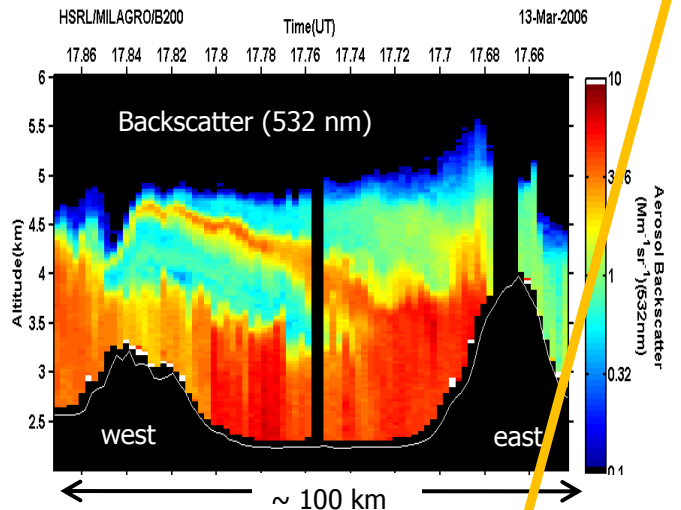 HSRL/MILAGRO/B200
Time(UT)
13-Mar-2006
17.86 17.84 17.82 17.8 17.78 17.76 17.74 17.72 17.7 17.68 17.66
Backscatter (532 nm)
Altitude(km)
6
5.5
5
4.5
4
3.5
3
2.5
10
1
0.32
0.1
Aerosol Backscatter
(Mm⁻¹sr⁻¹)(532nm)
west
east
~ 100 km